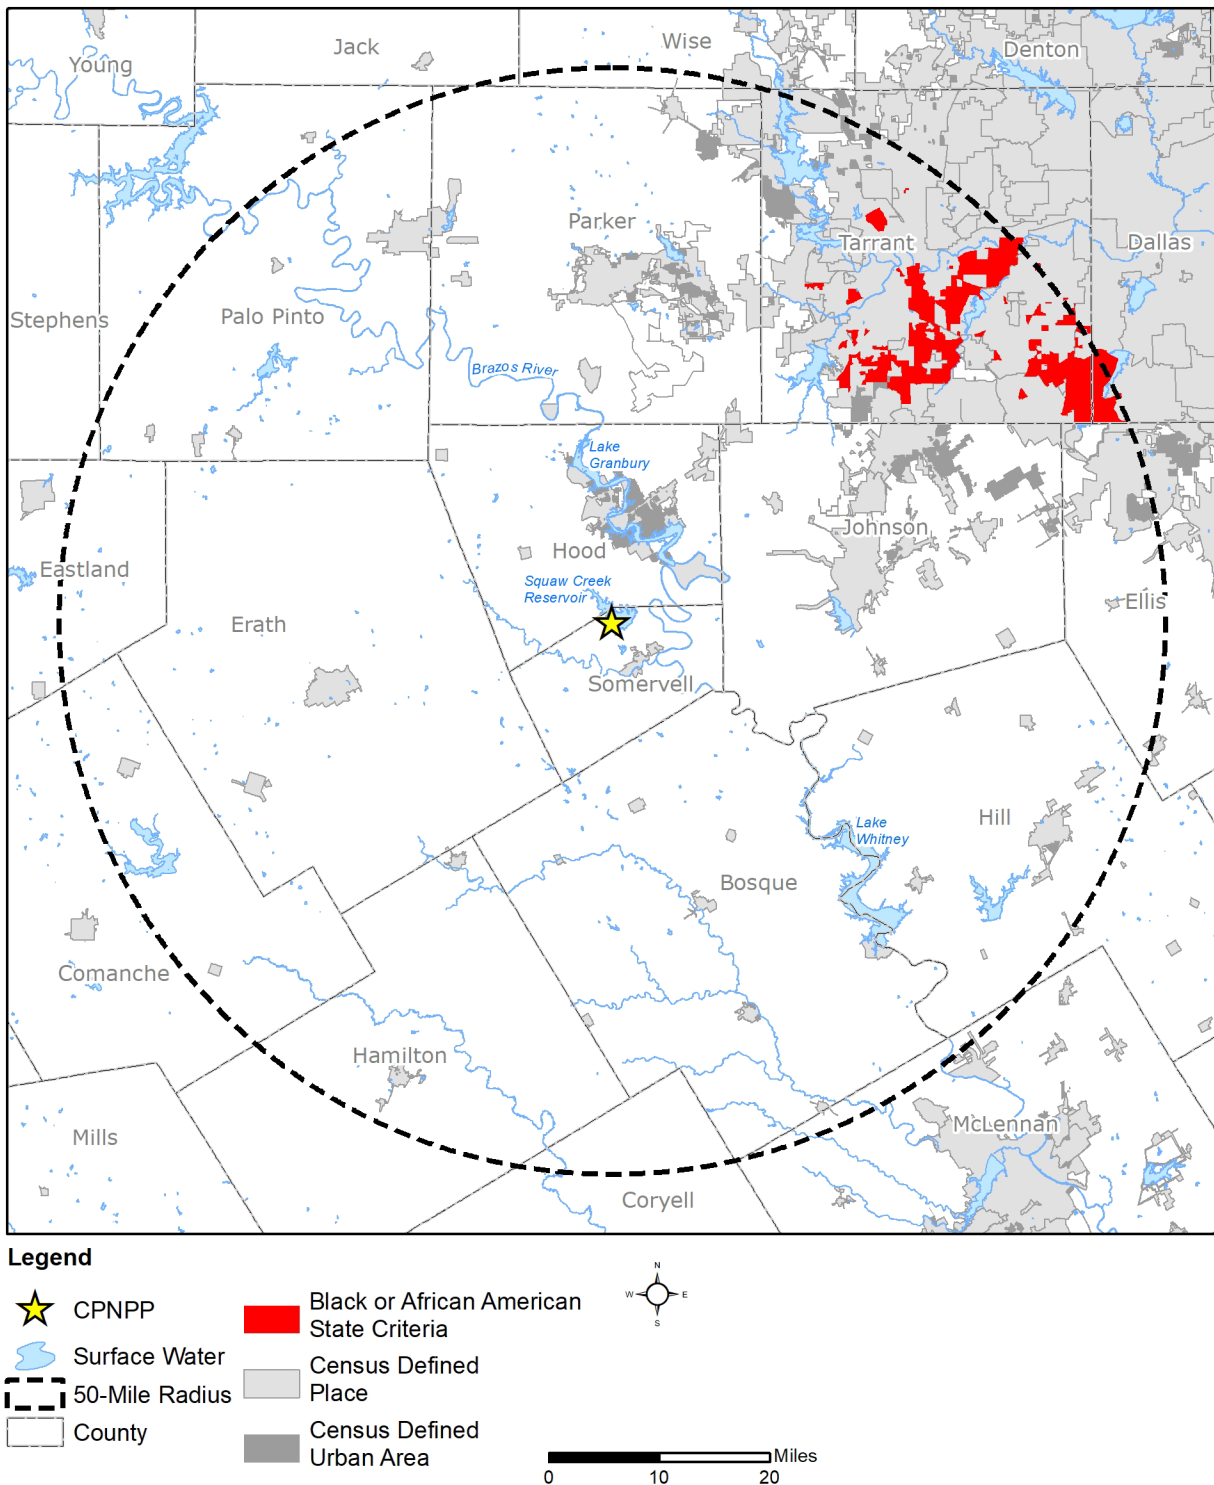 Jack
Wise
Denton
Young
Parker
Tarrant
Dallas
Stephens
Palo Pinto
Brazos River
Lake
Granbury
Johnson
Hood
Eastland
Squaw Creek
Reservoir
Ellis
Erath
Somervell
Lake
Whitney
Hill
Bosque
Comanche
Hamilton
McLennan
Mills
Coryell
Legend
CPNPP
Surface Water
50-Mile Radius
County
Black or African American
State Criteria
Census Defined
Place
Census Defined
Urban Area
N
W
E
S
Miles
0
10
20